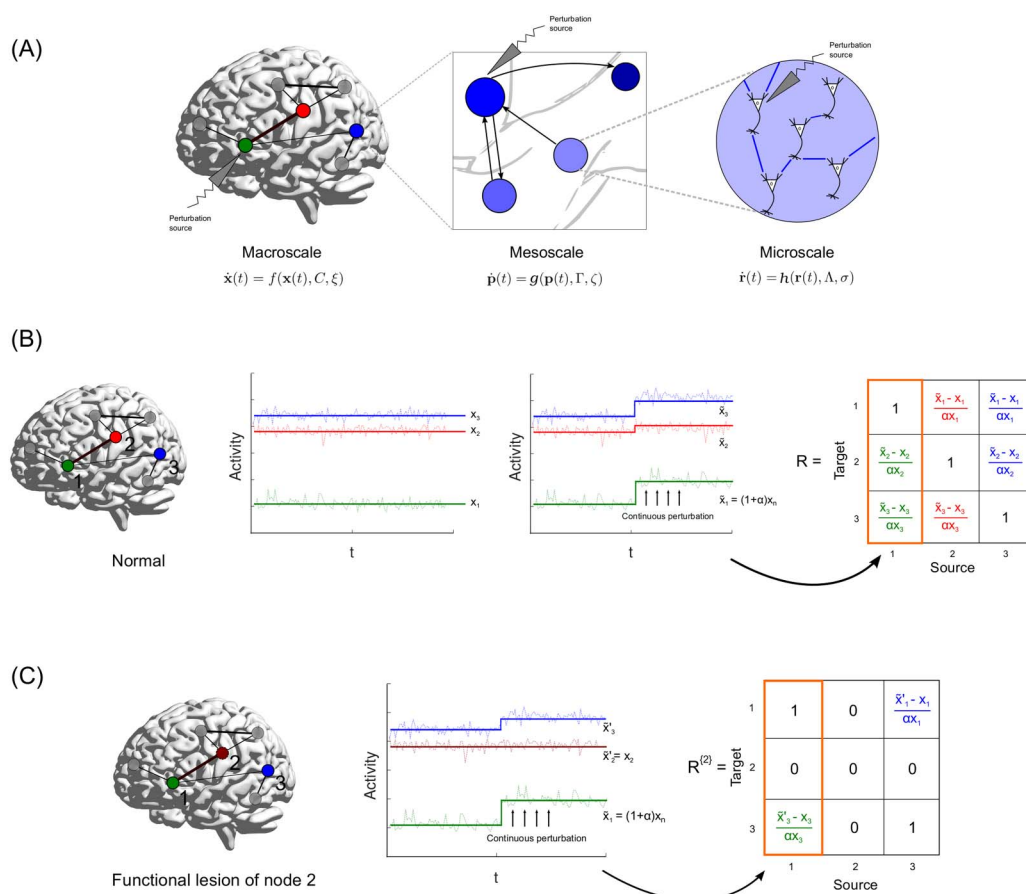 (A)
Perturbation
source
Perturbation
source
Perturbation
source
Macroscale
Mesoscale
Microscale
ẋ(t) = f(x(t), C, ξ)
ṗ(t) = g(p(t), Γ, ζ)
ṙ(t) = h(r(t), Λ, σ)
(B)
1
2
3
Normal
Activity
x₃
x₂
x₁
t
Activity
x̃₃
x̃₂
x̃₁ = (1+α)xₙ
Continuous perturbation
t
R =
Target
1
2
3
1
x̃₁ - x₁
αx₁
x̃₁ - x₁
αx₁
x̃₂ - x₂
αx₂
1
x̃₂ - x₂
αx₂
x̃₃ - x₃
αx₃
x̃₃ - x₃
αx₃
1
1
2
3
Source
(C)
1
2
3
Functional lesion of node 2
Activity
x̃'₃
x̃'₂ = x₂
x̃₁ = (1+α)xₙ
Continuous perturbation
t
R{2} =
Target
1
2
3
1
0
x̃'₁ - x₁
αx₁
0
0
0
x̃'₃ - x₃
αx₃
0
1
1
2
3
Source